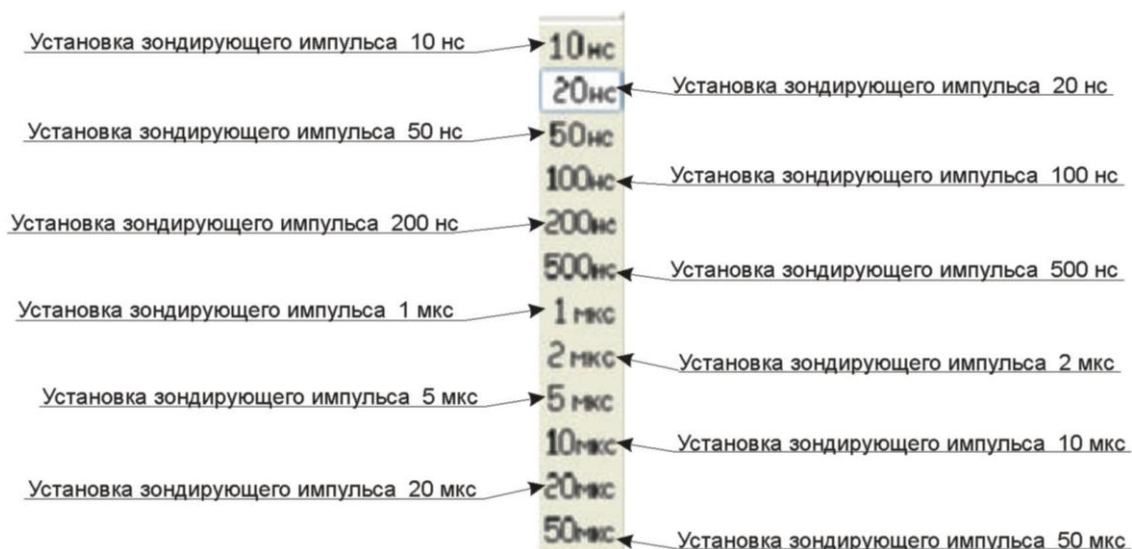 Установка зондирующего импульса 10 нс
10нс
20нс
Установка зондирующего импульса 20 нс
Установка зондирующего импульса 50 нс
50нс
100нс
Установка зондирующего импульса 100 нс
Установка зондирующего импульса 200 нс
200нс
500нс
Установка зондирующего импульса 500 нс
Установка зондирующего импульса 1 мкс
1 мкс
2 мкс
Установка зондирующего импульса 2 мкс
Установка зондирующего импульса 5 мкс
5 мкс
10мкс
Установка зондирующего импульса 10 мкс
Установка зондирующего импульса 20 мкс
20мкс
50мкс
Установка зондирующего импульса 50 мкс